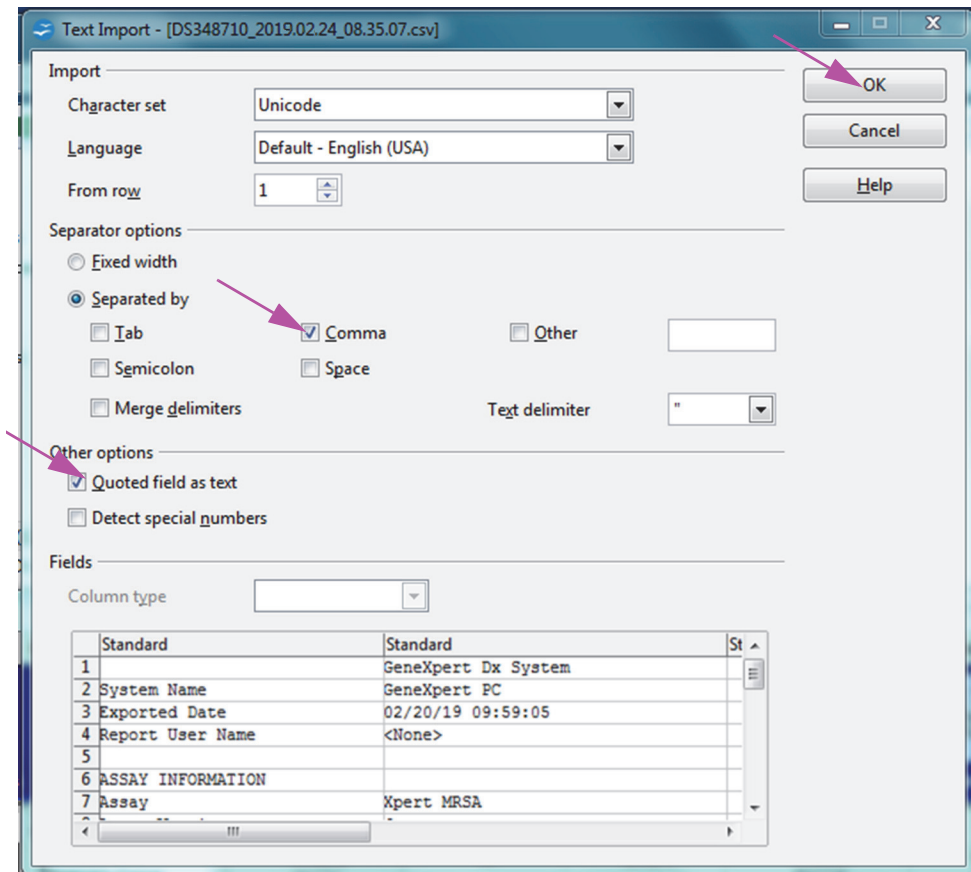 Text Import - [DS348710_2019.02.24_08.35.07.csv]
Import
OK
Character set Unicode
Cancel
Language Default - English (USA)
Help
From row 1
Separator options
Fixed width
Separated by
Tab Comma Other
Semicolon Space
Merge delimiters Text delimiter "
Other options
Quoted field as text
Detect special numbers
Fields
Column type
Standard Standard St
1 GeneXpert Dx System
2 System Name GeneXpert PC
3 Exported Date 02/20/19 09:59:05
4 Report User Name <None>
5
6 ASSAY INFORMATION
7 Assay Xpert MRSA